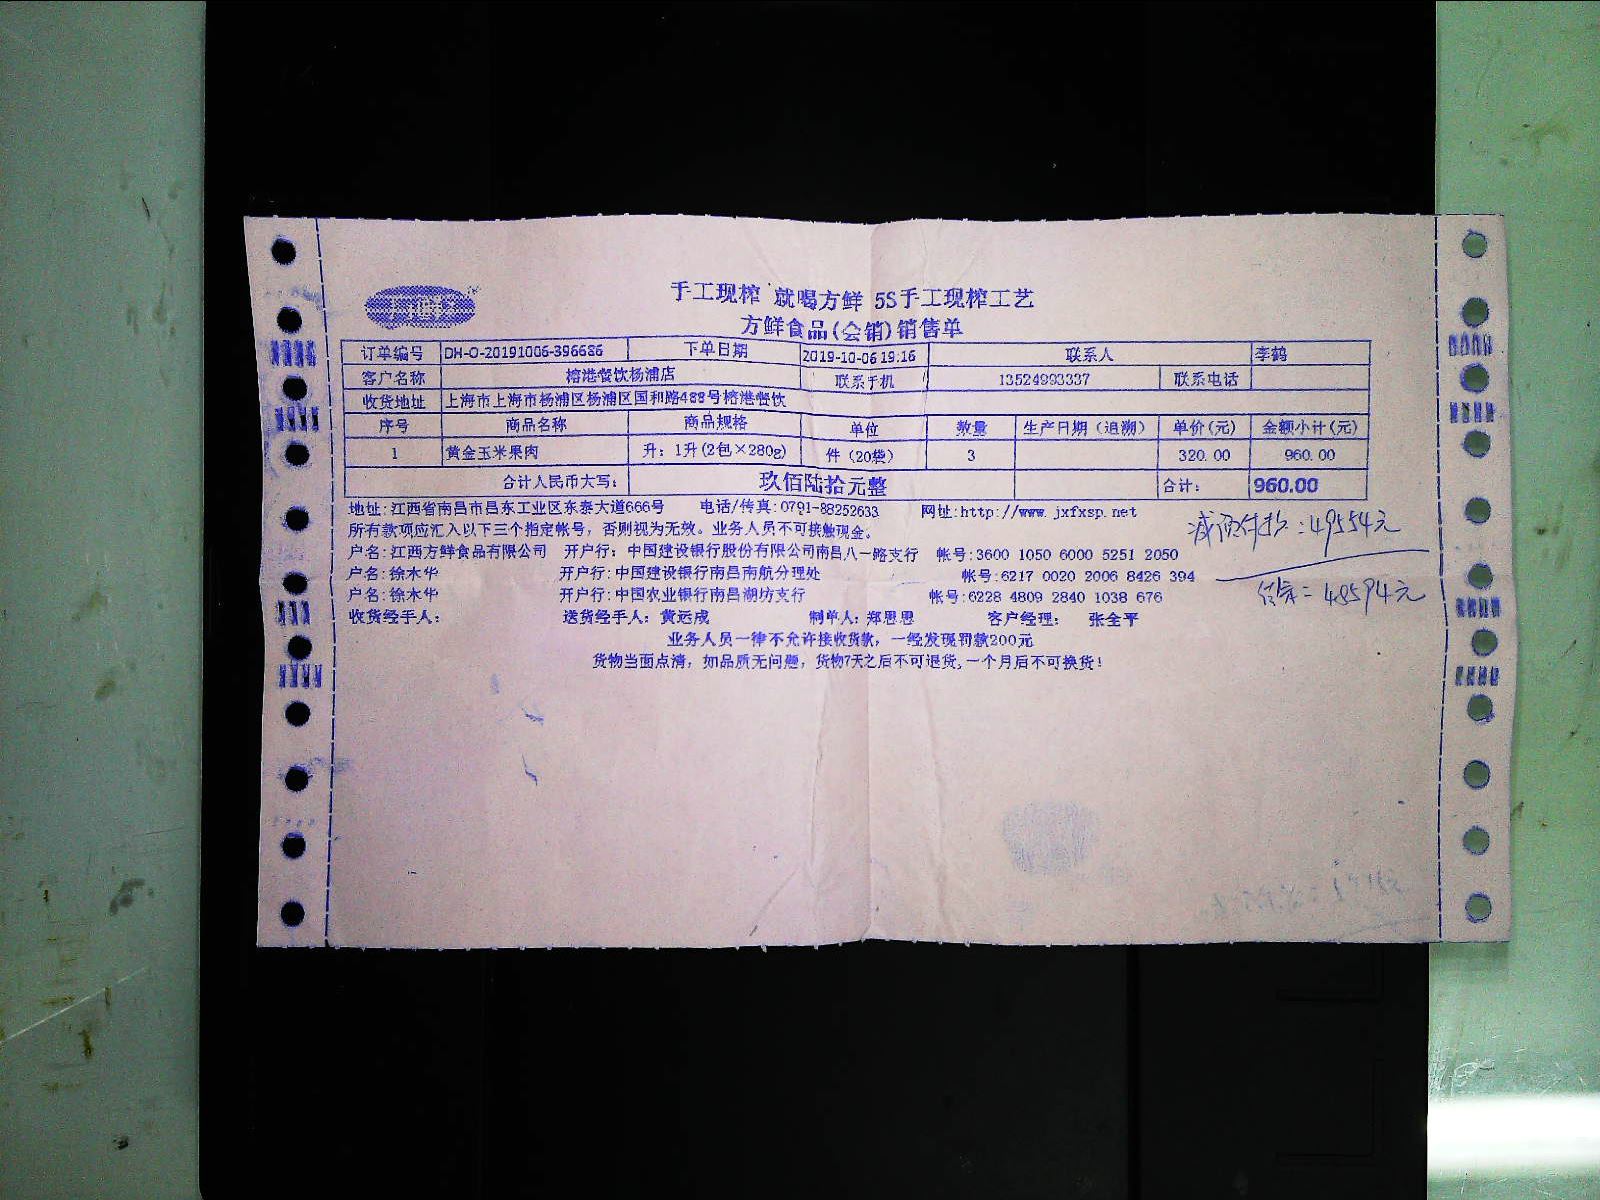 手工现榨 就喝方鲜 5S手工现榨工艺
方鲜食品(会销)销售单
订单编号 DH-O-20191006-396686 下单日期 2019-10-06 19:16 联系人 李鹤
客户名称 榕港餐饮杨浦店 联系手机 13524993337 联系电话
收货地址 上海市上海市杨浦区杨浦区国和路488号榕港餐饮
序号 商品名称 商品规格 单位 数量 生产日期（追溯） 单价(元) 金额小计(元)
1 黄金玉米果肉 升：1升(2包×280g) 件（20袋） 3 320.00 960.00
合计人民币大写： 玖佰陆拾元整 合计： 960.00
地址:江西省南昌市昌东工业区东泰大道666号 电话/传真:0791-88252633 网址:http://www.jxfxsp.net
所有款项应汇入以下三个指定帐号，否则视为无效。业务人员不可接触现金。
:49554元
户名:江西方鲜食品有限公司 开户行：中国建设银行股份有限公司南昌八一路支行 帐号:3600 1050 6000 5251 2050
户名:徐木华 开户行:中国建设银行南昌南航分理处 帐号:6217 0020 2006 8426 394
户名:徐木华 开户行:中国农业银行南昌湖坊支行 帐号:6228 4809 2840 1038 676
= 48594元
收货经手人： 送货经手人：黄远成 制单人：郑思思 客户经理： 张全平
业务人员一律不允许接收货款，一经发现罚款200元
货物当面点清，如品质无问题，货物7天之后不可退货,一个月后不可换货！